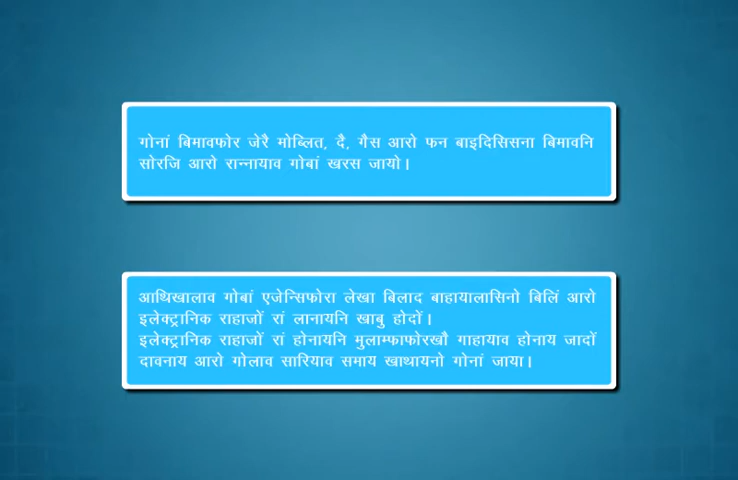 गोनां बिमावफोर जेरै मोब्लित, दै, गैस आरो फन बाइदिसिसना बिमावनि
सोरजि आरो रान्नायाव गोबां खरस जायो।
आथिखालाव गोबां एजेन्सिफोरा लेखा बिलाद बाहायालासिनो बिलिं आरो
इलेक्ट्रानिक राहाजों रां लानायनि खाबु होदों।
इलेक्ट्रानिक राहाजों रां होनायनि मुलाम्फाफोरखौ गाहायाव होनाय जादों
दावनाय आरो गोलाव सारियाव समाय खाथायनो गोनां जाया।